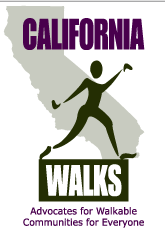 CALIFORNIA
WALKS
Advocates for Walkable
Communities for Everyone